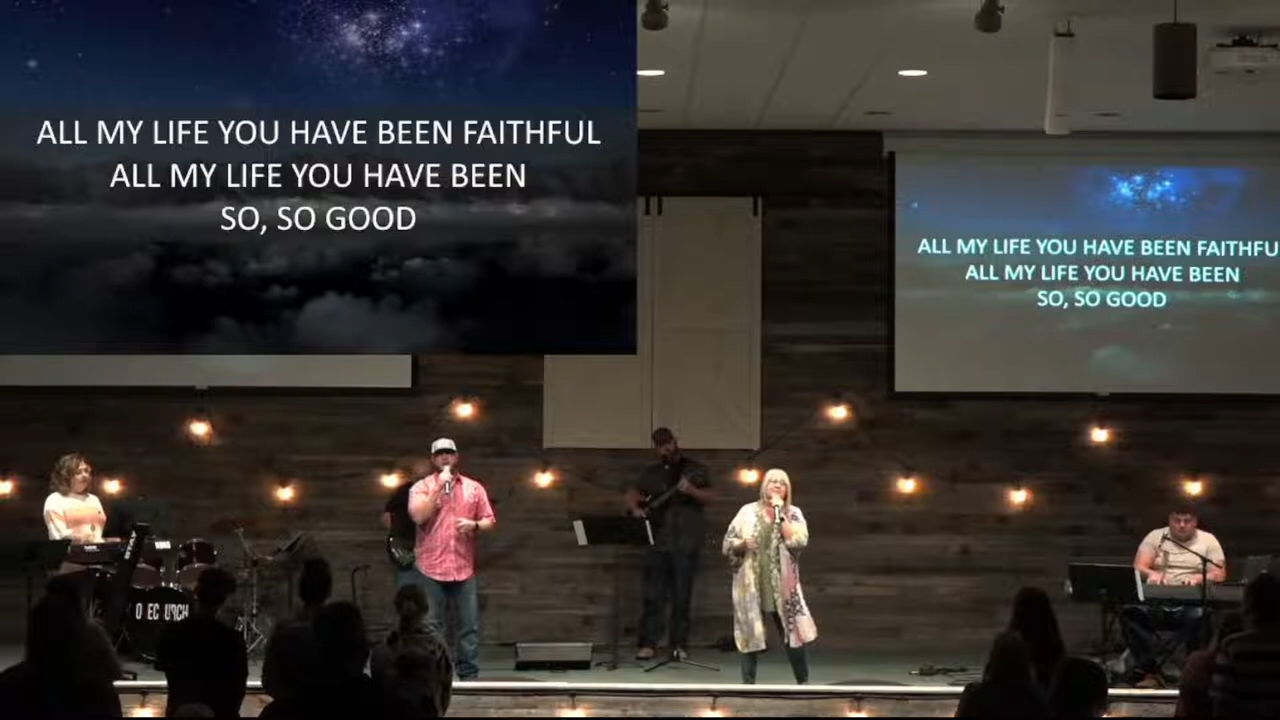 ALL MY LIFE YOU HAVE BEEN FAITHFUL
ALL MY LIFE YOU HAVE BEEN
SO, SO GOOD
ALL MY LIFE YOU HAVE BEEN FAITHFU
ALL MY LIFE YOU HAVE BEEN
SO, SO GOOD